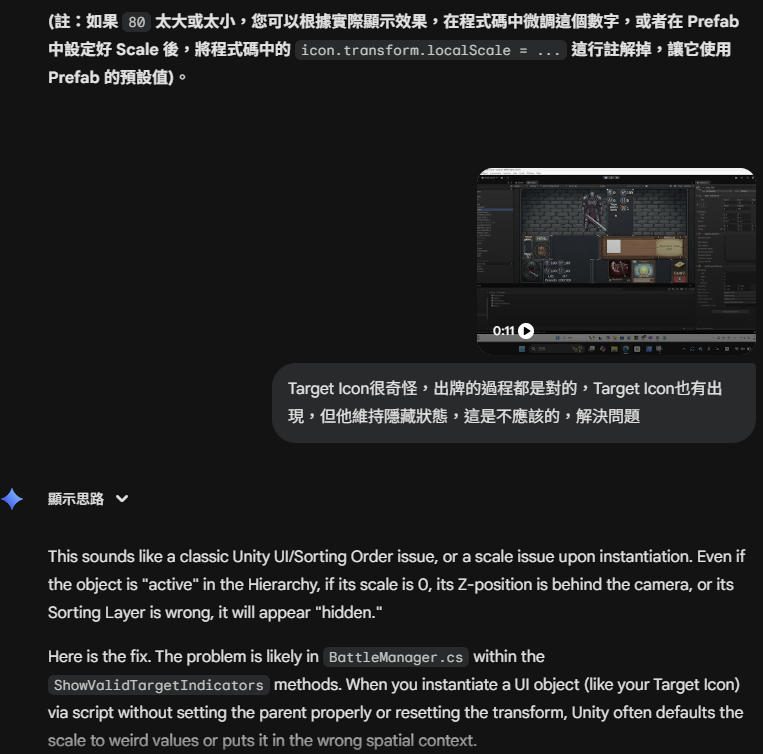 (註：如果 80 太大或太小，您可以根據實際顯示效果，在程式碼中微調這個數字，或者在 Prefab
中設定好 Scale 後，將程式碼中的 icon.transform.localScale = ... 這行註解掉，讓它使用
Prefab 的預設值)。
0:11
Target Icon很奇怪，出牌的過程都是對的，Target Icon也有出
現，但他維持隱藏狀態，這是不應該的，解決問題
顯示思路
This sounds like a classic Unity UI/Sorting Order issue, or a scale issue upon instantiation. Even if
the object is "active" in the Hierarchy, if its scale is 0, its Z-position is behind the camera, or its
Sorting Layer is wrong, it will appear "hidden."
Here is the fix. The problem is likely in BattleManager.cs within the
ShowValidTargetIndicators methods. When you instantiate a UI object (like your Target Icon)
via script without setting the parent properly or resetting the transform, Unity often defaults the
scale to weird values or puts it in the wrong spatial context.